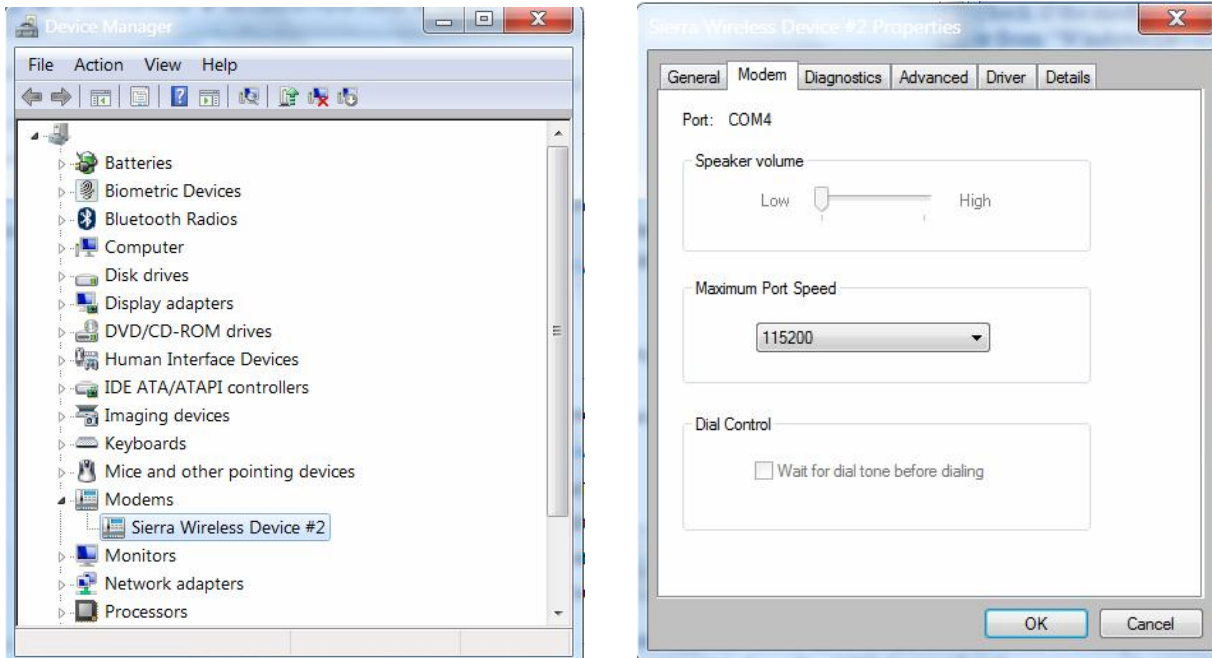 Device Manager
File Action View Help
Batteries
Biometric Devices
Bluetooth Radios
Computer
Disk drives
Display adapters
DVD/CD-ROM drives
Human Interface Devices
IDE ATA/ATAPI controllers
Imaging devices
Keyboards
Mice and other pointing devices
Modems
Sierra Wireless Device #2
Monitors
Network adapters
Processors
Sierra Wireless Device #2 Properties
General Modem Diagnostics Advanced Driver Details
Port: COM4
Speaker volume
Low High
Maximum Port Speed
115200
Dial Control
Wait for dial tone before dialing
OK Cancel